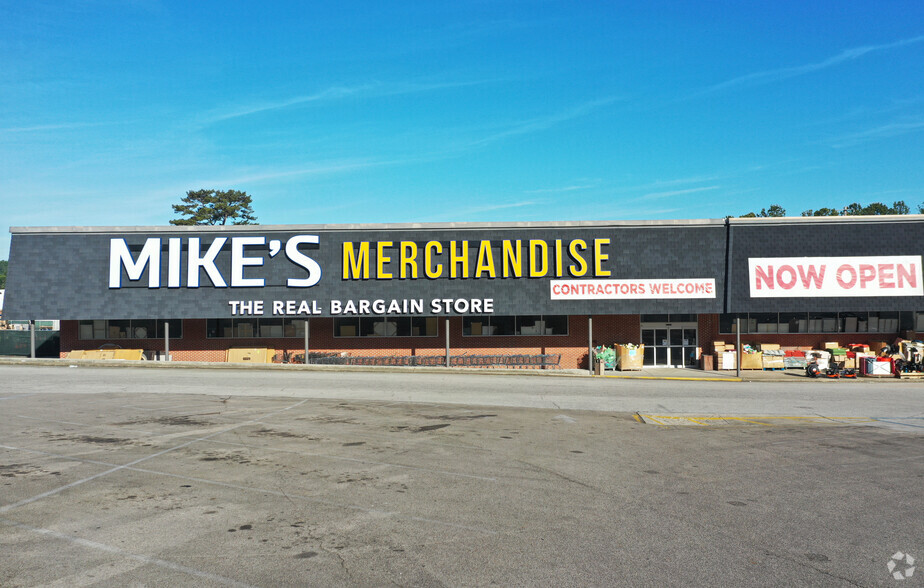 MIKE'S MERCHANDISE
THE REAL BARGAIN STORE
CONTRACTORS WELCOME
NOW OPEN